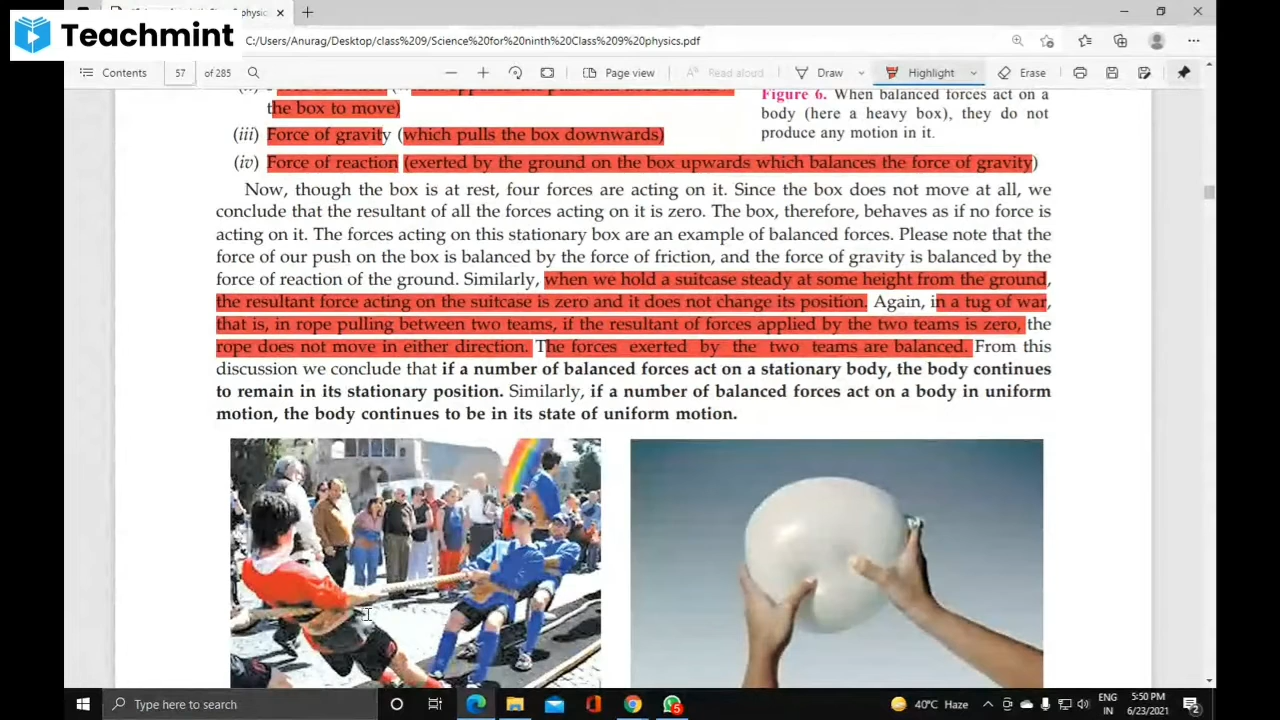 Teachmint
C:/Users/Anurag/Desktop/class%209/Science%20for%20ninth%20Class%209%20physics.pdf
Contents 57 of 285 Page view Read aloud Draw Highlight Erase
the box to move)
(iii) Force of gravity (which pulls the box downwards)
(iv) Force of reaction (exerted by the ground on the box upwards which balances the force of gravity)
Figure 6. When balanced forces act on a
body (here a heavy box), they do not
produce any motion in it.
Now, though the box is at rest, four forces are acting on it. Since the box does not move at all, we
conclude that the resultant of all the forces acting on it is zero. The box, therefore, behaves as if no force is
acting on it. The forces acting on this stationary box are an example of balanced forces. Please note that the
force of our push on the box is balanced by the force of friction, and the force of gravity is balanced by the
force of reaction of the ground. Similarly, when we hold a suitcase steady at some height from the ground,
the resultant force acting on the suitcase is zero and it does not change its position. Again, in a tug of war,
that is, in rope pulling between two teams, if the resultant of forces applied by the two teams is zero, the
rope does not move in either direction. The forces exerted by the two teams are balanced. From this
discussion we conclude that if a number of balanced forces act on a stationary body, the body continues
to remain in its stationary position. Similarly, if a number of balanced forces act on a body in uniform
motion, the body continues to be in its state of uniform motion.
Type here to search
5
40°C Haze
ENG
IN
5:50 PM
6/23/2021
2